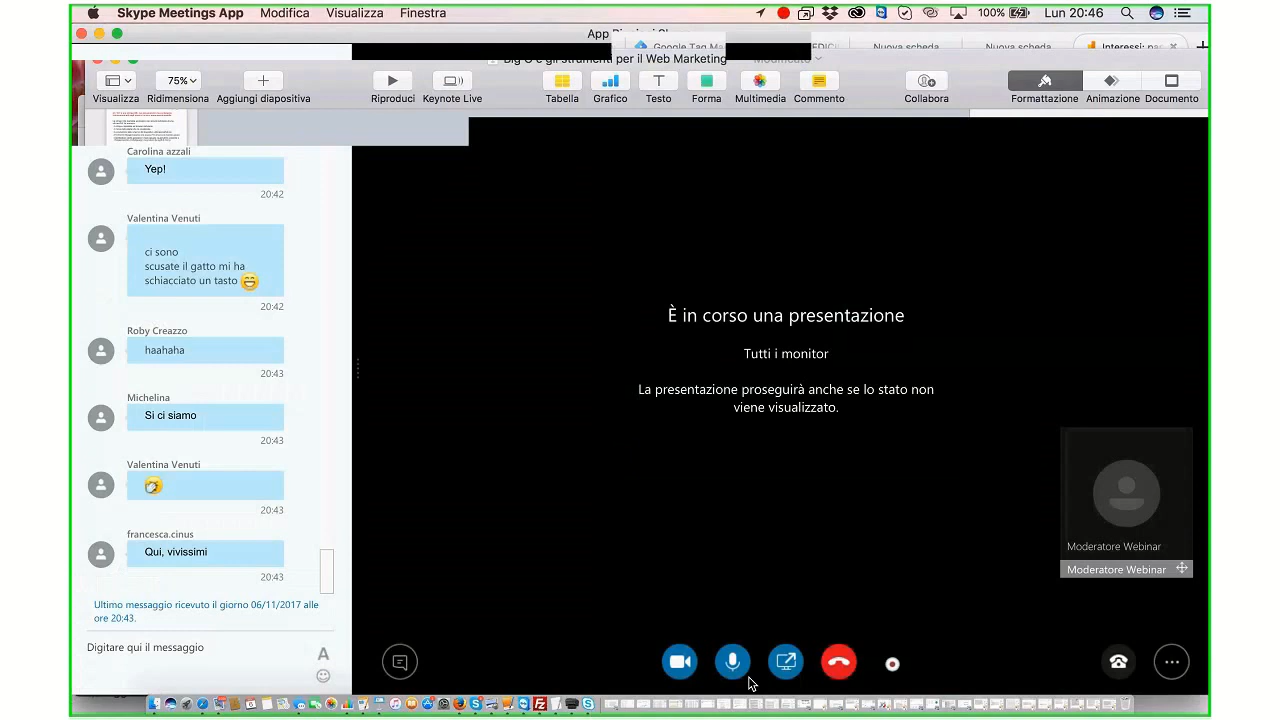 Skype Meetings App Modifica Visualizza Finestra 100% Lun 20:46
App
Google Tag Ma Nuova scheda Nuova scheda Interessi: pa
e gli strumenti per il Web Marketing
Visualizza 75% Ridimensiona Aggiungi diapositiva Riproduci Keynote Live Tabella Grafico Testo Forma Multimedia Commento Collabora Formattazione Animazione Documento
Carolina azzali
Yep!
20:42
Valentina Venuti
ci sono
scusate il gatto mi ha
schiacciato un tasto
20:42
Roby Creazzo
haahaha
20:43
Michelina
Si ci siamo
20:43
Valentina Venuti
20:43
francesca.cinus
Qui, vivissimi
20:43
Ultimo messaggio ricevuto il giorno 06/11/2017 alle
ore 20:43.
Digitare qui il messaggio
A
È in corso una presentazione
Tutti i monitor
La presentazione proseguirà anche se lo stato non
viene visualizzato.
Moderatore Webinar
Moderatore Webinar